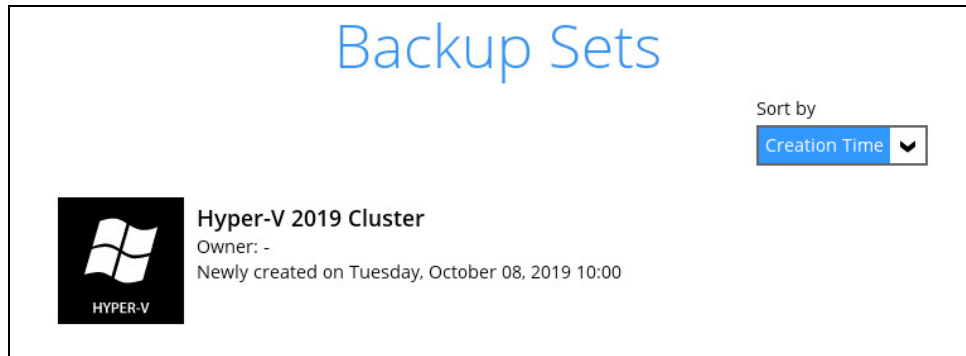 Backup Sets
Sort by
Creation Time
Hyper-V 2019 Cluster
Owner: -
Newly created on Tuesday, October 08, 2019 10:00
HYPER-V